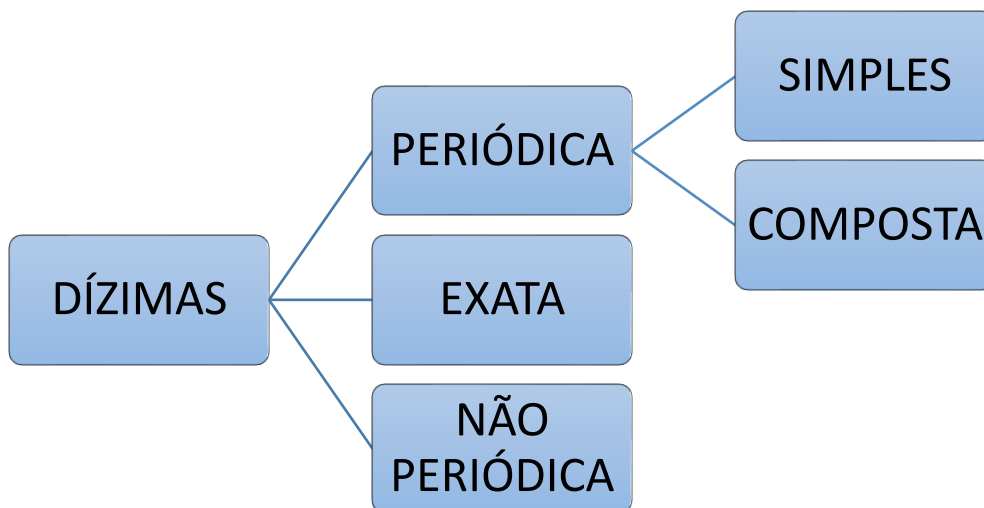 DÍZIMAS
PERIÓDICA
SIMPLES
COMPOSTA
EXATA
NÃO
PERIÓDICA